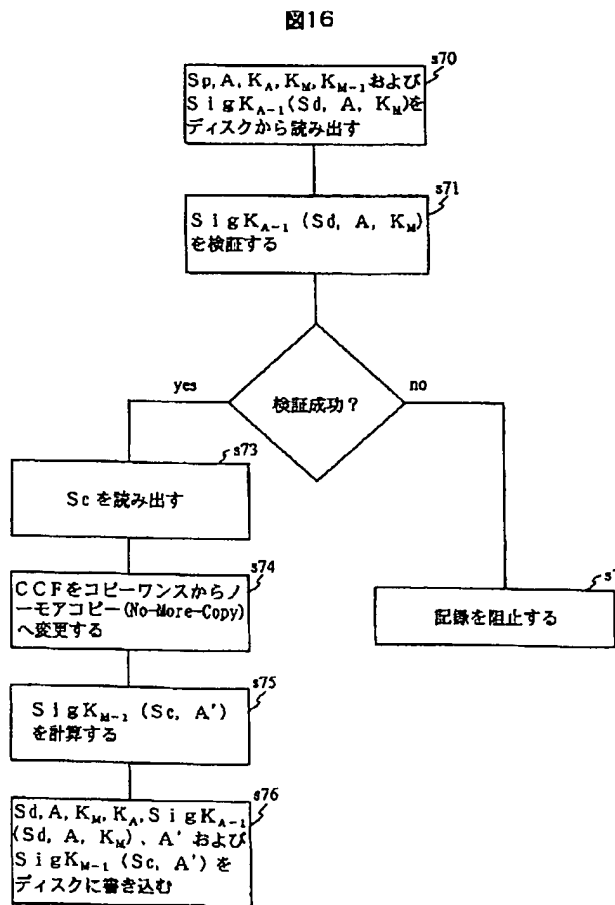 図16
s70
Sp, A, K_A, K_M, K_M-1および
SigK_A-1(Sd, A, K_M)を
ディスクから読み出す
s71
SigK_A-1 (Sd, A, K_M)
を検証する
検証成功？
yes
no
s73
Scを読み出す
s74
CCFをコピーワンスからノ
ーモアコピー(No-More-Copy)
へ変更する
s7
記録を阻止する
s75
SigK_M-1 (Sc, A')
を計算する
s76
Sd, A, K_M, K_A, SigK_A-1
(Sd, A, K_M)、A'および
SigK_M-1 (Sc, A')を
ディスクに書き込む